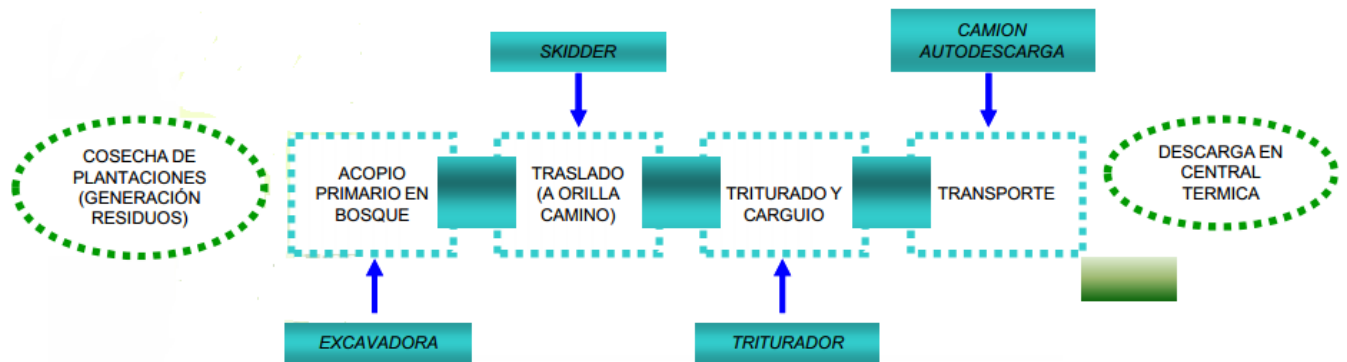 SKIDDER
CAMION
AUTODESCARGA
COSECHA DE
PLANTACIONES
(GENERACIÓN
RESIDUOS)
ACOPIO
PRIMARIO EN
BOSQUE
TRASLADO
(A ORILLA
CAMINO)
TRITURADO Y
CARGUIO
TRANSPORTE
DESCARGA EN
CENTRAL
TERMICA
EXCAVADORA
TRITURADOR